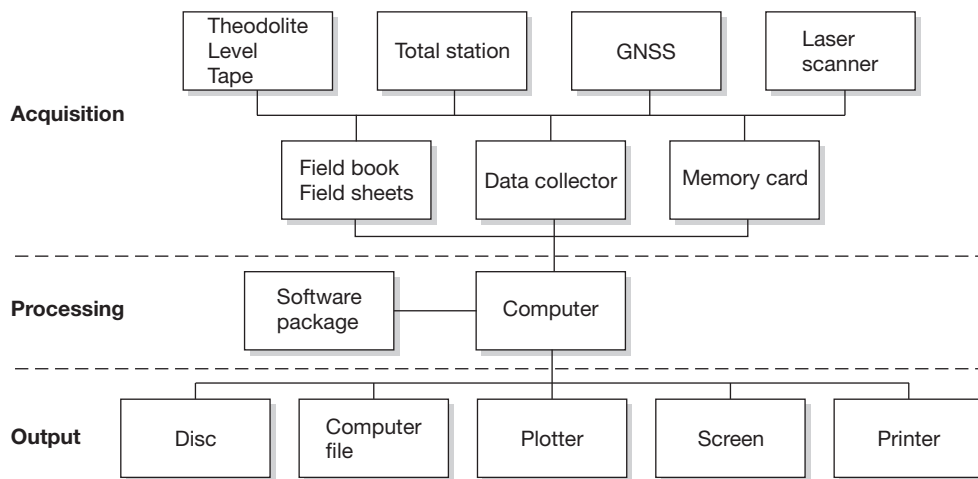 Theodolite
Level
Tape
Total station
GNSS
Laser
scanner
Acquisition
Field book
Field sheets
Data collector
Memory card
Processing
Software
package
Computer
Output
Disc
Computer
file
Plotter
Screen
Printer